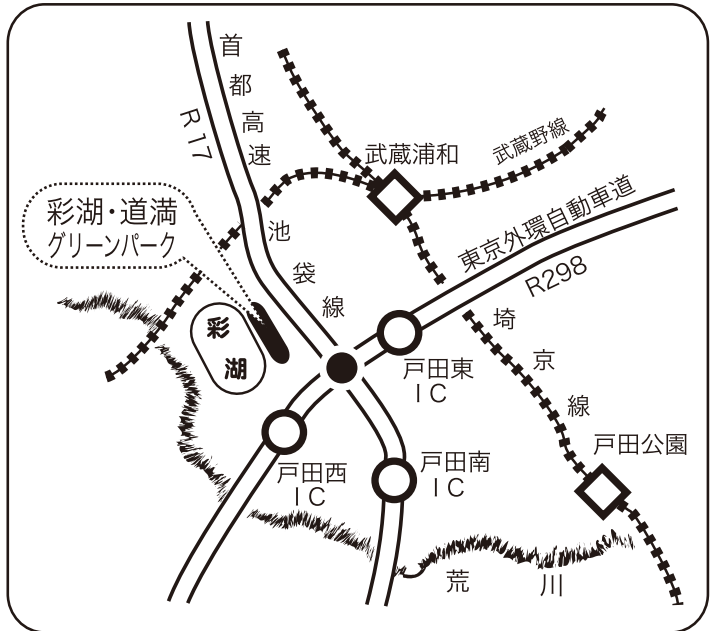 首都高速池袋線
R17
武蔵浦和
武蔵野線
彩湖・道満
グリーンパーク
東京外環自動車道
R298
彩湖
戸田東
IC
埼京線
戸田西
IC
戸田南
IC
戸田公園
荒川